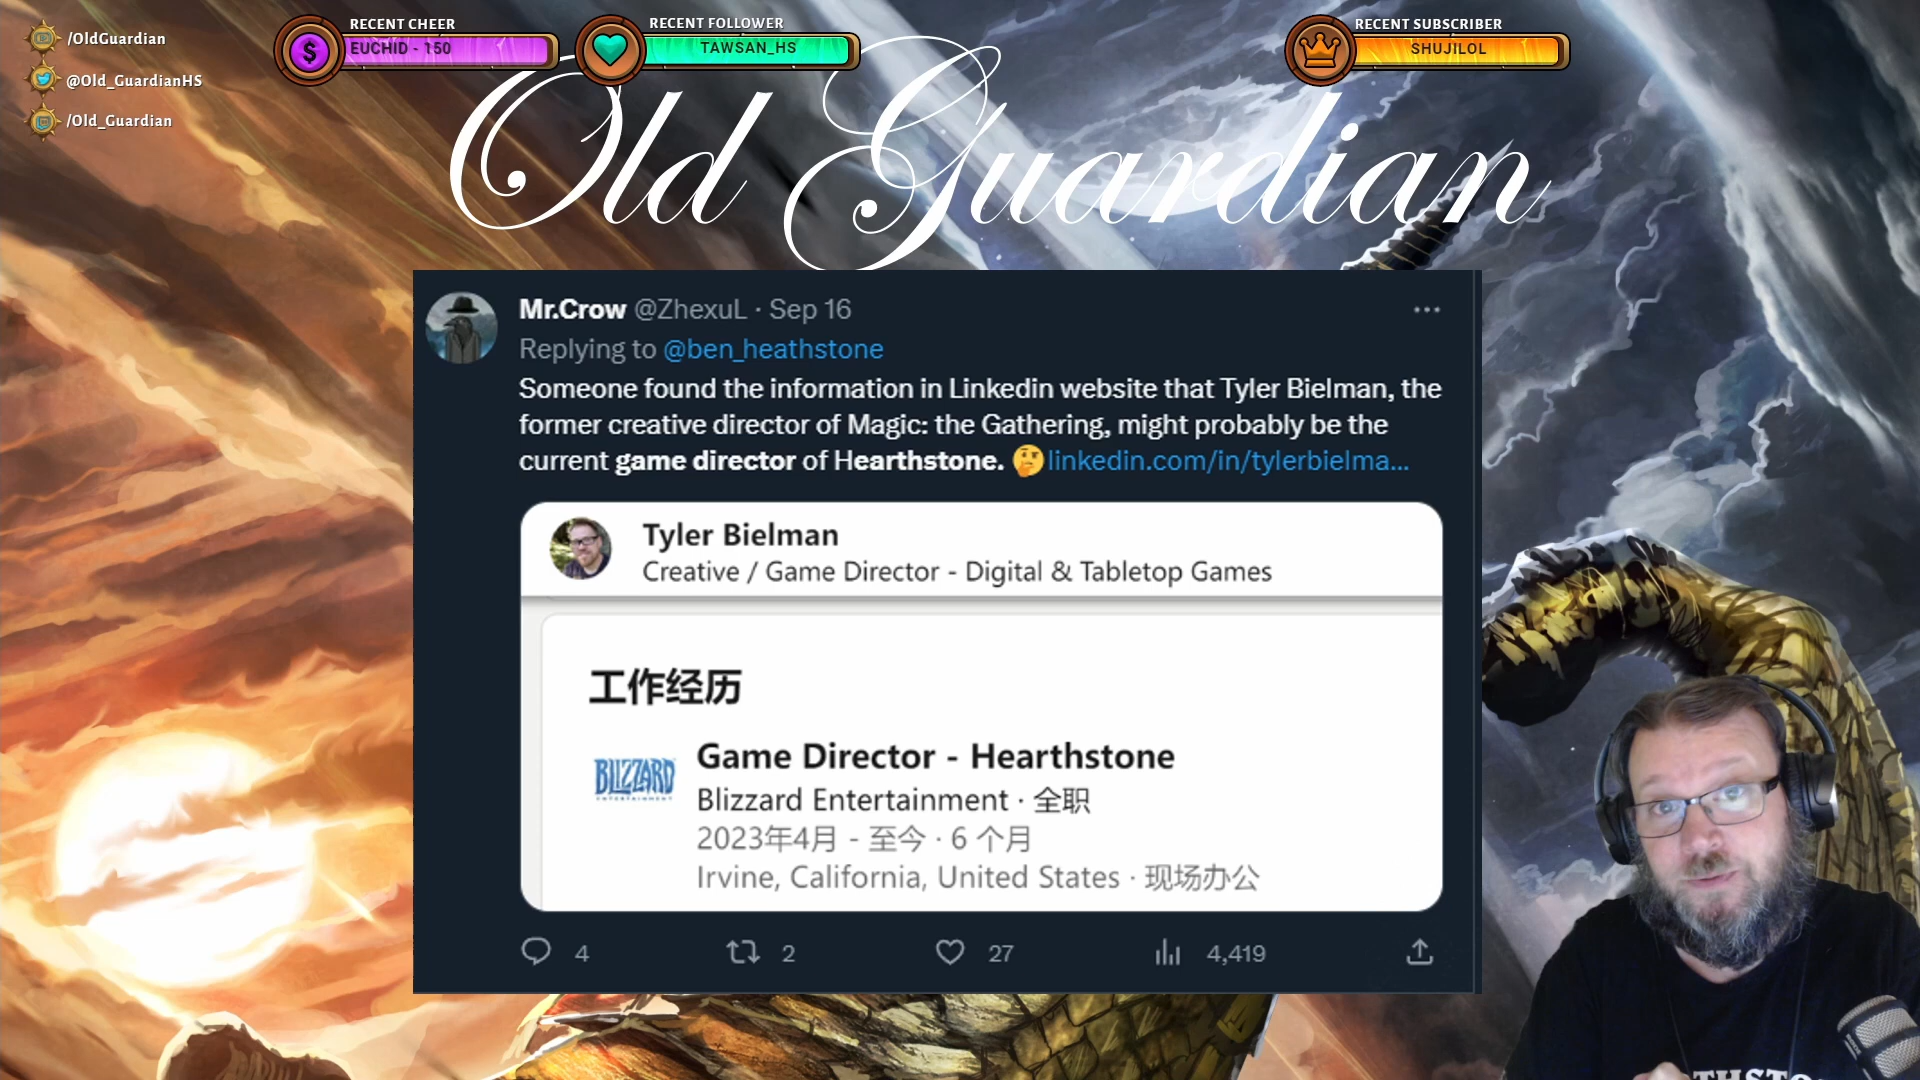 /OldGuardian
@Old_GuardianHS
/Old_Guardian
RECENT CHEER
EUCHID - 150
RECENT FOLLOWER
TAWSAN_HS
RECENT SUBSCRIBER
SHUJILOL
Old Guardian
Mr.Crow @ZhexuL · Sep 16
Replying to @ben_heathstone
Someone found the information in Linkedin website that Tyler Bielman, the
former creative director of Magic: the Gathering, might probably be the
current game director of Hearthstone. 🤔linkedin.com/in/tylerbielma...
Tyler Bielman
Creative / Game Director - Digital & Tabletop Games
工作经历
BLIZZARD
ENTERTAINMENT
Game Director - Hearthstone
Blizzard Entertainment · 全职
2023年4月 - 至今 · 6 个月
Irvine, California, United States · 现场办公
4
2
27
4,419